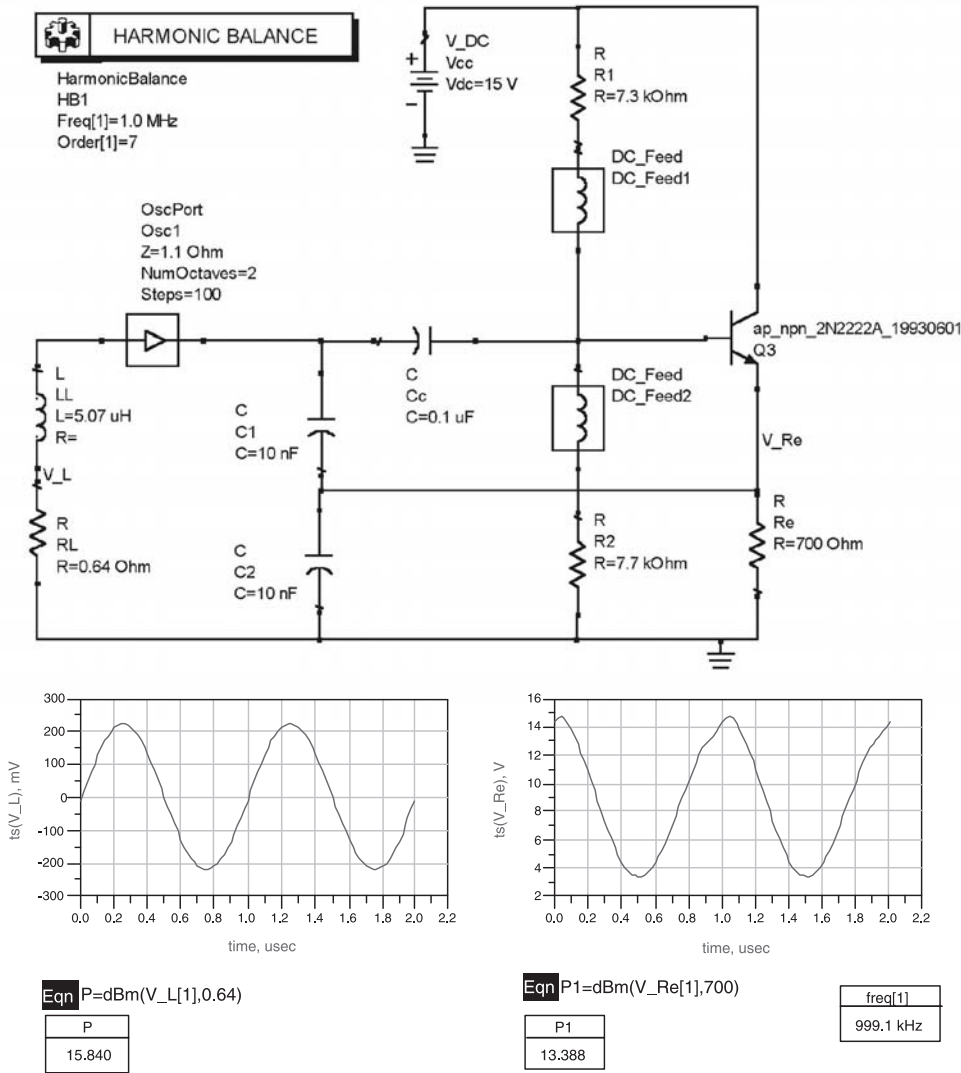 HARMONIC BALANCE
HarmonicBalance
HB1
Freq[1]=1.0 MHz
Order[1]=7
V_DC
Vcc
Vdc=15 V
+
−
R
R1
R=7.3 kOhm
DC_Feed
DC_Feed1
OscPort
Osc1
Z=1.1 Ohm
NumOctaves=2
Steps=100
ap_npn_2N2222A_19930601
Q3
L
LL
L=5.07 uH
R=
C
C1
C=10 nF
C
Cc
C=0.1 uF
DC_Feed
DC_Feed2
V_Re
V_L
R
RL
R=0.64 Ohm
C
C2
C=10 nF
R
R2
R=7.7 kOhm
R
Re
R=700 Ohm
ts(V_L), mV
300
200
100
0
-100
-200
-300
0.0 0.2 0.4 0.6 0.8 1.0 1.2 1.4 1.6 1.8 2.0 2.2
time, usec
ts(V_Re), V
16
14
12
10
8
6
4
2
0.0 0.2 0.4 0.6 0.8 1.0 1.2 1.4 1.6 1.8 2.0 2.2
time, usec
Eqn P=dBm(V_L[1],0.64)
P
15.840
Eqn P1=dBm(V_Re[1],700)
P1
13.388
freq[1]
999.1 kHz